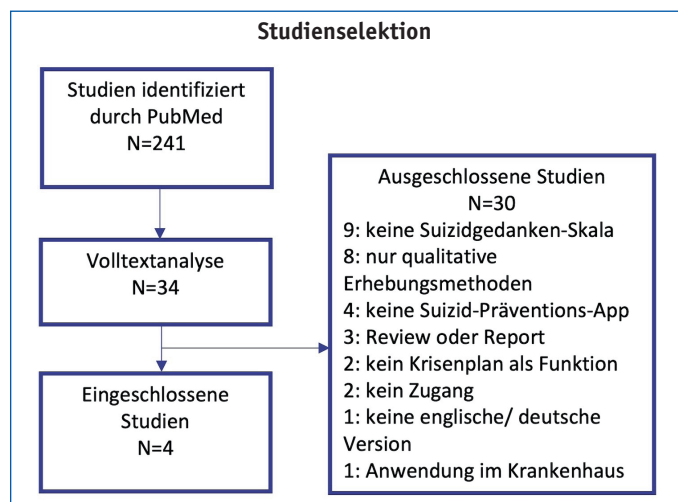 Studienselektion
Studien identifiziert
durch PubMed
N=241
Volltextanalyse
N=34
Eingeschlossene
Studien
N=4
Ausgeschlossene Studien
N=30
9: keine Suizidgedanken-Skala
8: nur qualitative
Erhebungsmethoden
4: keine Suizid-Präventions-App
3: Review oder Report
2: kein Krisenplan als Funktion
2: kein Zugang
1: keine englische/ deutsche
Version
1: Anwendung im Krankenhaus